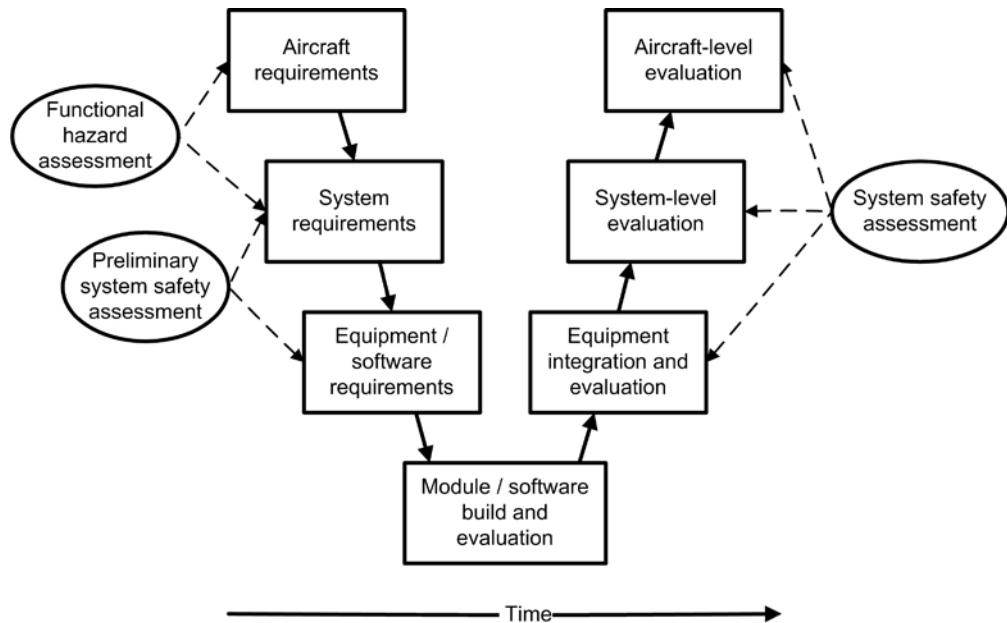 Aircraft
requirements
Aircraft-level
evaluation
Functional
hazard
assessment
System
requirements
System-level
evaluation
System safety
assessment
Preliminary
system safety
assessment
Equipment /
software
requirements
Equipment
integration and
evaluation
Module / software
build and
evaluation
Time